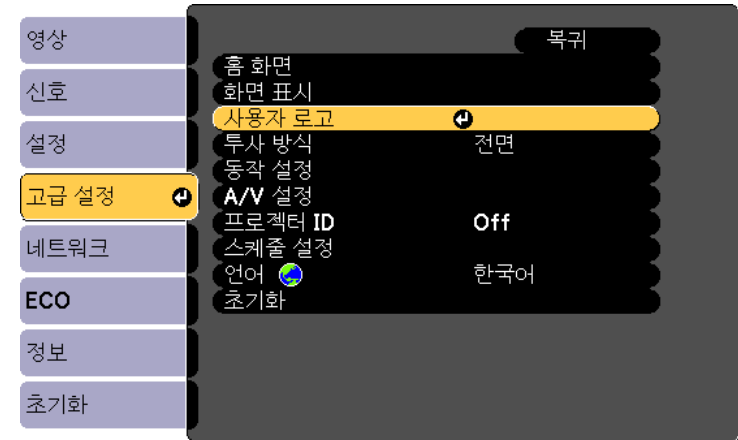 영상
신호
설정
고급 설정
네트워크
ECO
정보
초기화
복귀
홈 화면
화면 표시
사용자 로고
투사 방식 전면
동작 설정
A/V 설정
프로젝터 ID Off
스케줄 설정
언어 한국어
초기화